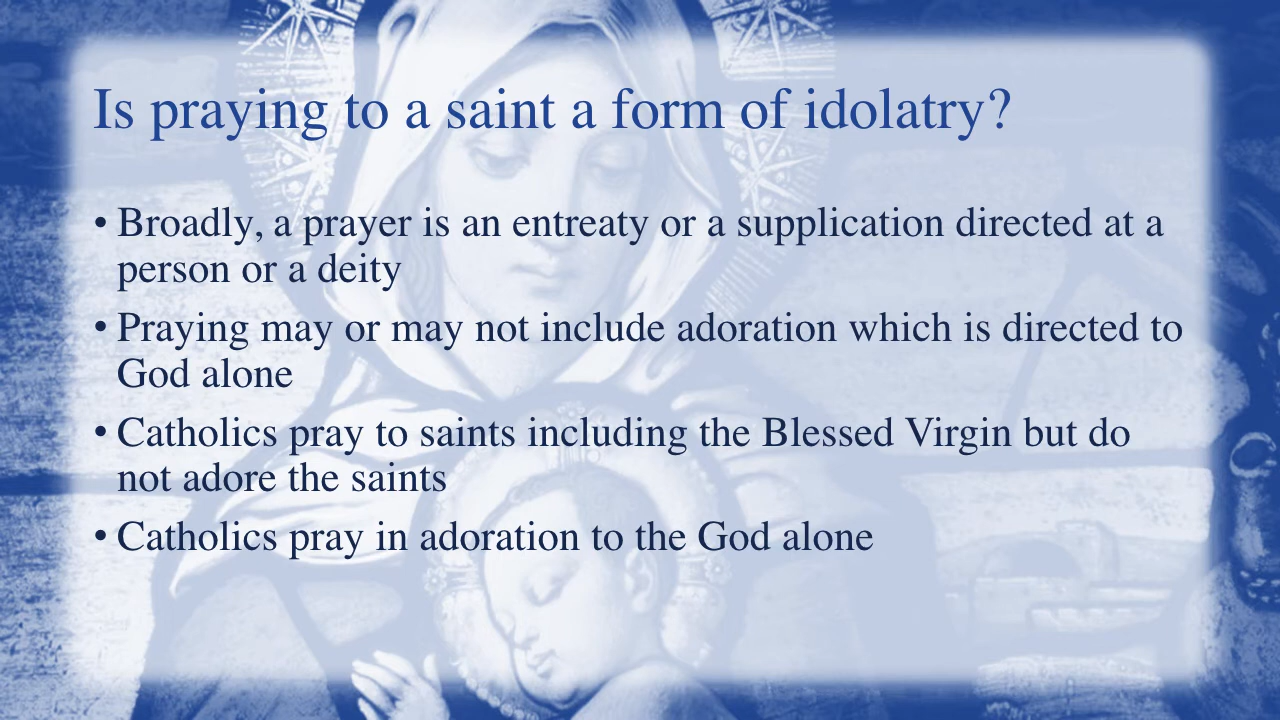 Is praying to a saint a form of idolatry?
• Broadly, a prayer is an entreaty or a supplication directed at a
person or a deity
• Praying may or may not include adoration which is directed to
God alone
• Catholics pray to saints including the Blessed Virgin but do
not adore the saints
• Catholics pray in adoration to the God alone